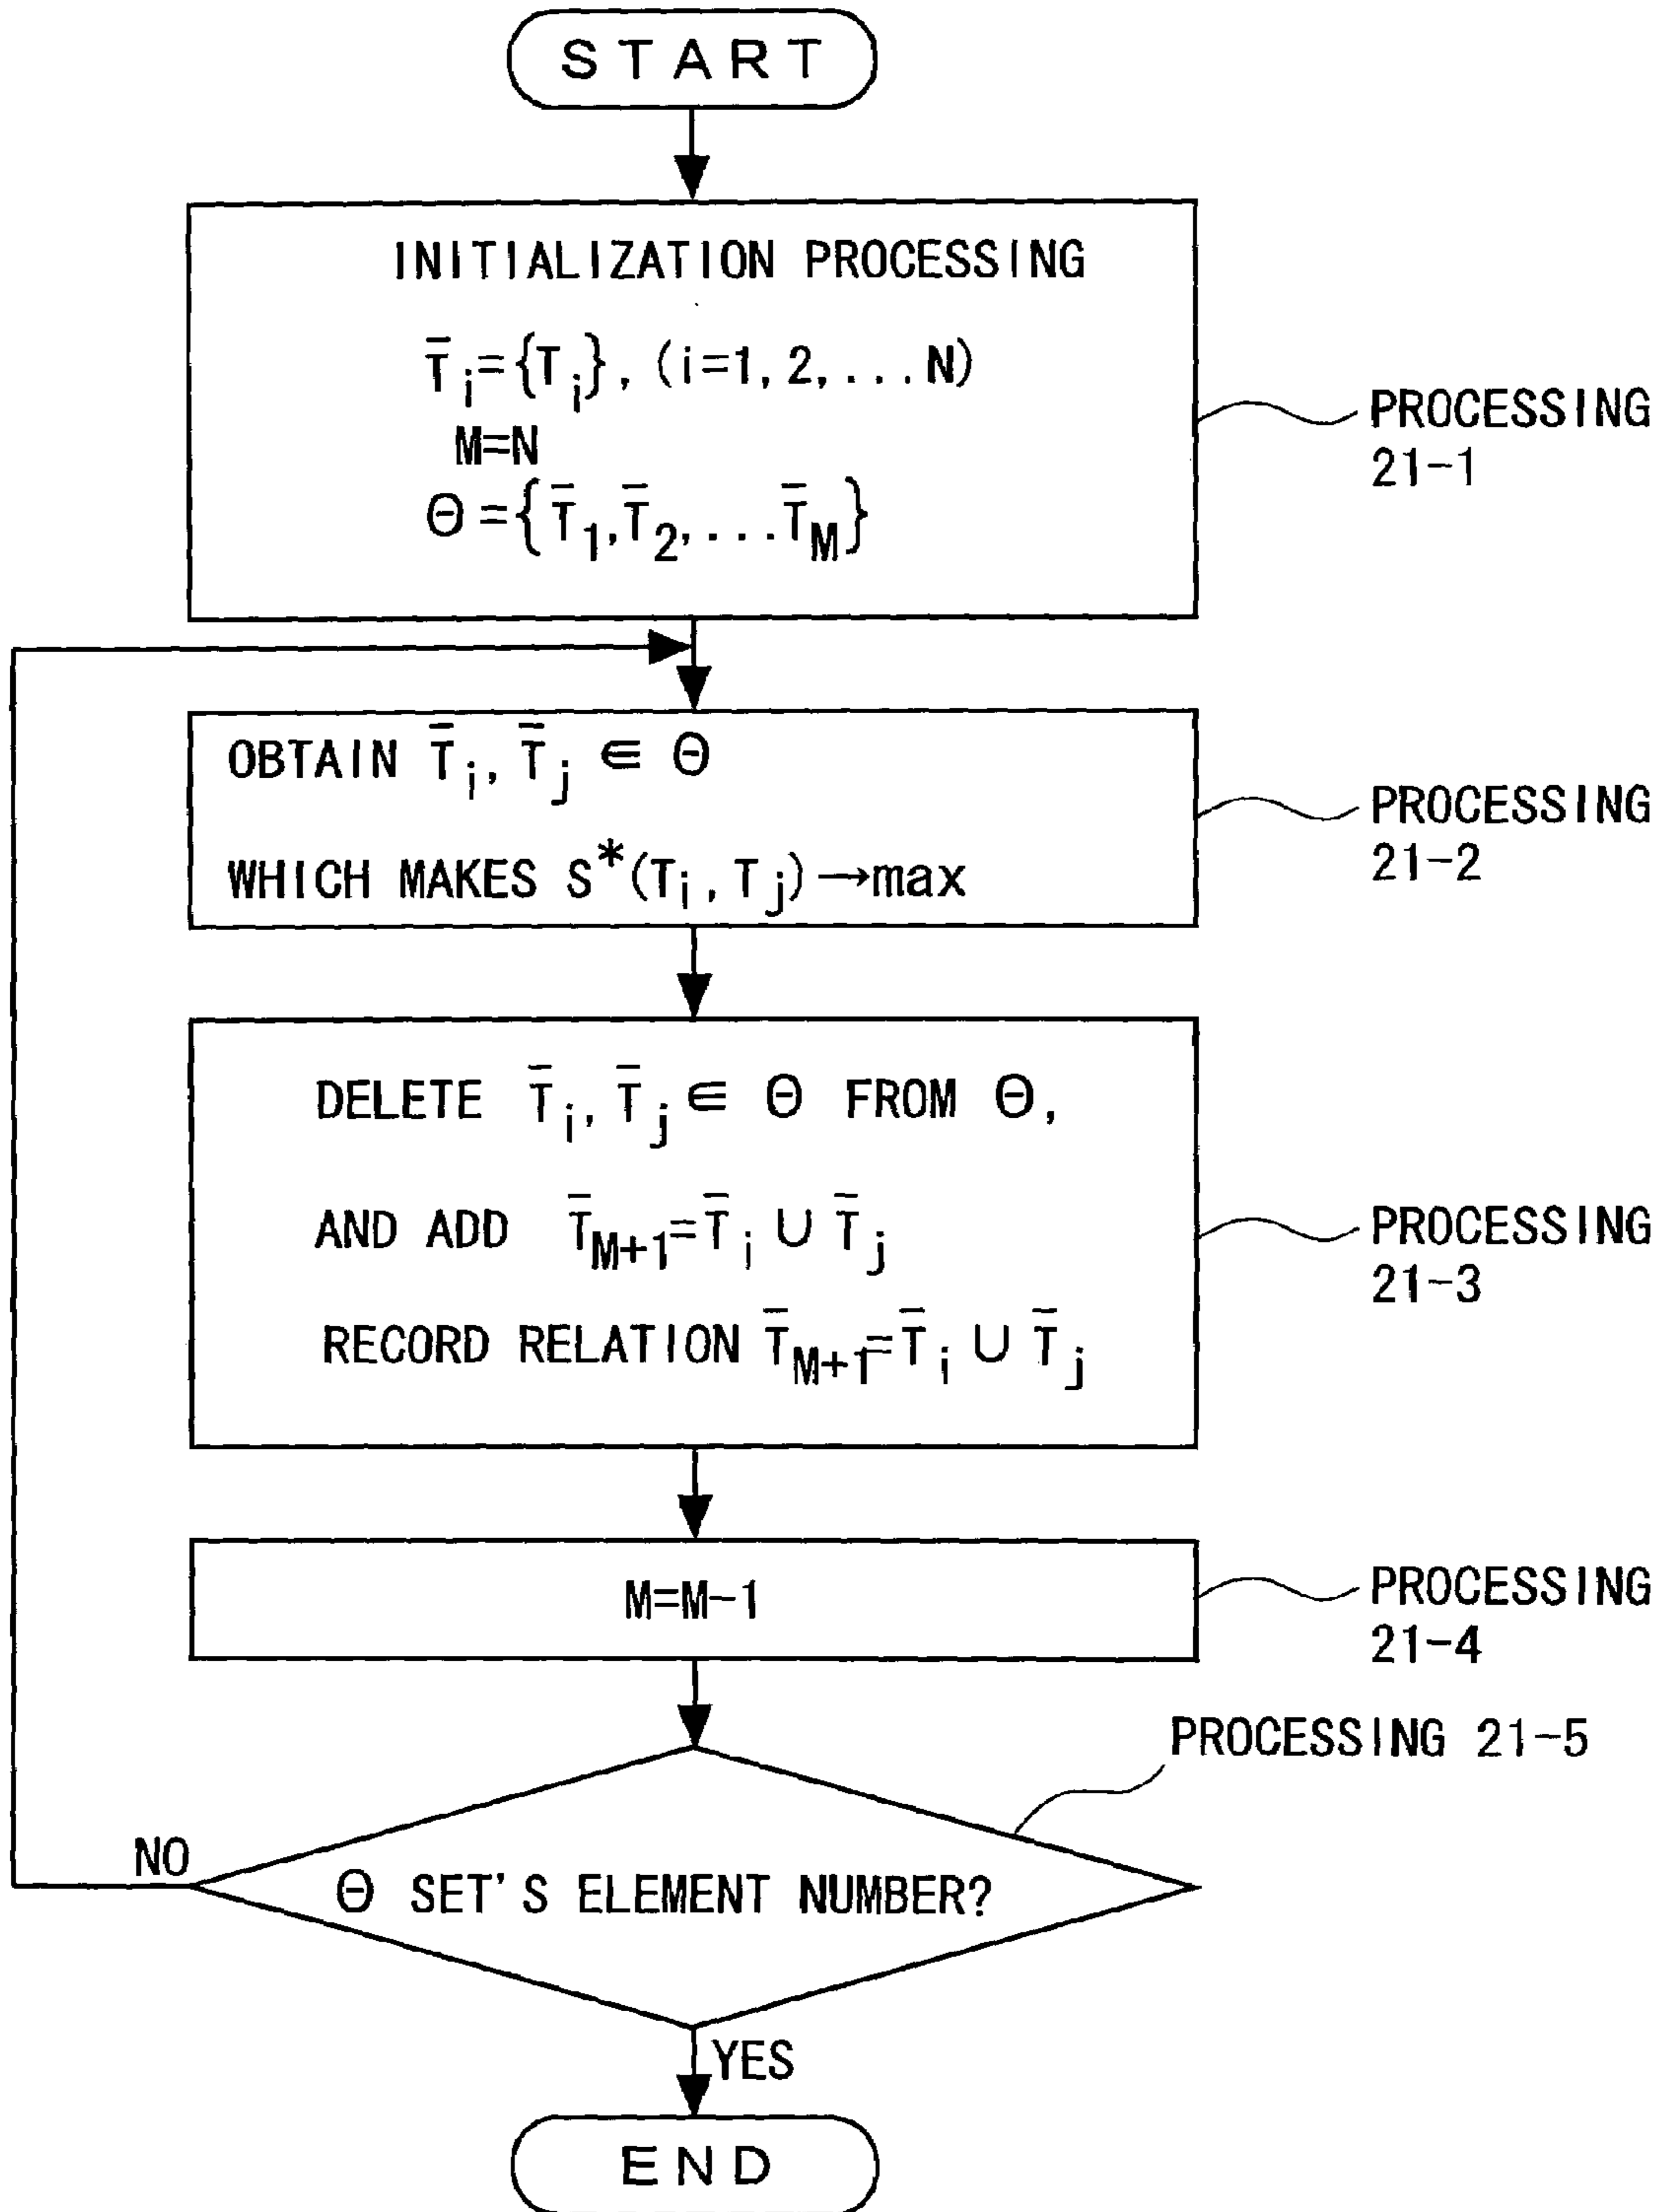 START
INITIALIZATION PROCESSING
T̄i={Ti}, (i=1, 2, ...N)
M=N
Θ={T̄1, T̄2, ...T̄M}
PROCESSING
21-1
OBTAIN T̄i, T̄j ∈ Θ
WHICH MAKES S*(Ti, Tj)→max
PROCESSING
21-2
DELETE T̄i, T̄j ∈ Θ FROM Θ,
AND ADD T̄M+1=T̄i ∪ T̄j
RECORD RELATION T̄M+1=T̄i ∪ T̄j
PROCESSING
21-3
M=M-1
PROCESSING
21-4
PROCESSING 21-5
NO
Θ SET'S ELEMENT NUMBER?
YES
END